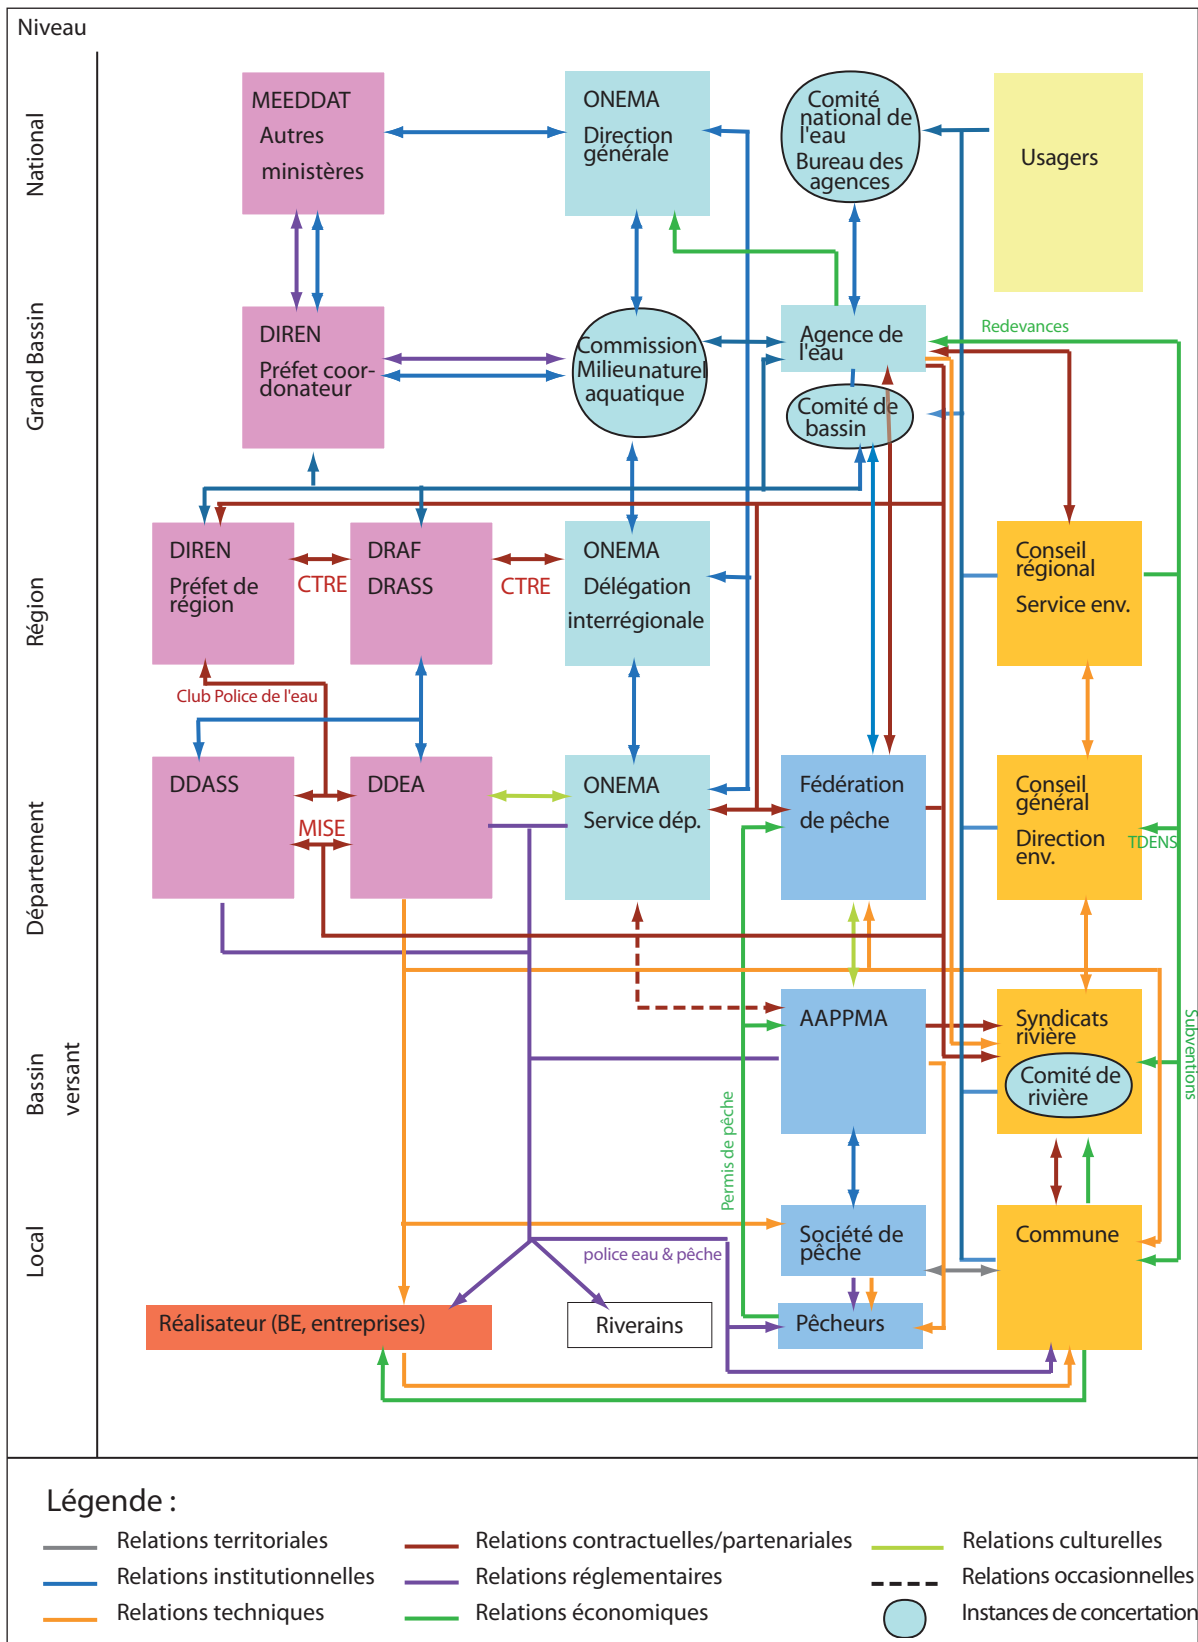 Niveau
National
MEEDDAT
Autres
ministères
ONEMA
Direction
générale
Comité
national de
l'eau
Bureau des
agences
Usagers
Grand Bassin
DIREN
Préfet coor-
donateur
Commission
Milieu naturel
aquatique
Agence de
l'eau
Comité de
bassin
Redevances
Région
DIREN
Préfet de
région
CTRE
DRAF
DRASS
CTRE
ONEMA
Délégation
interrégionale
Conseil
régional
Service env.
Club Police de l'eau
Département
DDASS
MISE
DDEA
ONEMA
Service dép.
Fédération
de pêche
Conseil
général
Direction
env.
TDENS
Bassin
versant
AAPPMA
Syndicats
rivière
Comité de
rivière
Subventions
Permis de pêche
Local
Société de
pêche
Commune
police eau & pêche
Réalisateur (BE, entreprises)
Riverains
Pêcheurs
Légende :
Relations territoriales
Relations institutionnelles
Relations techniques
Relations contractuelles/partenariales
Relations réglementaires
Relations économiques
Relations culturelles
Relations occasionnelles
Instances de concertation